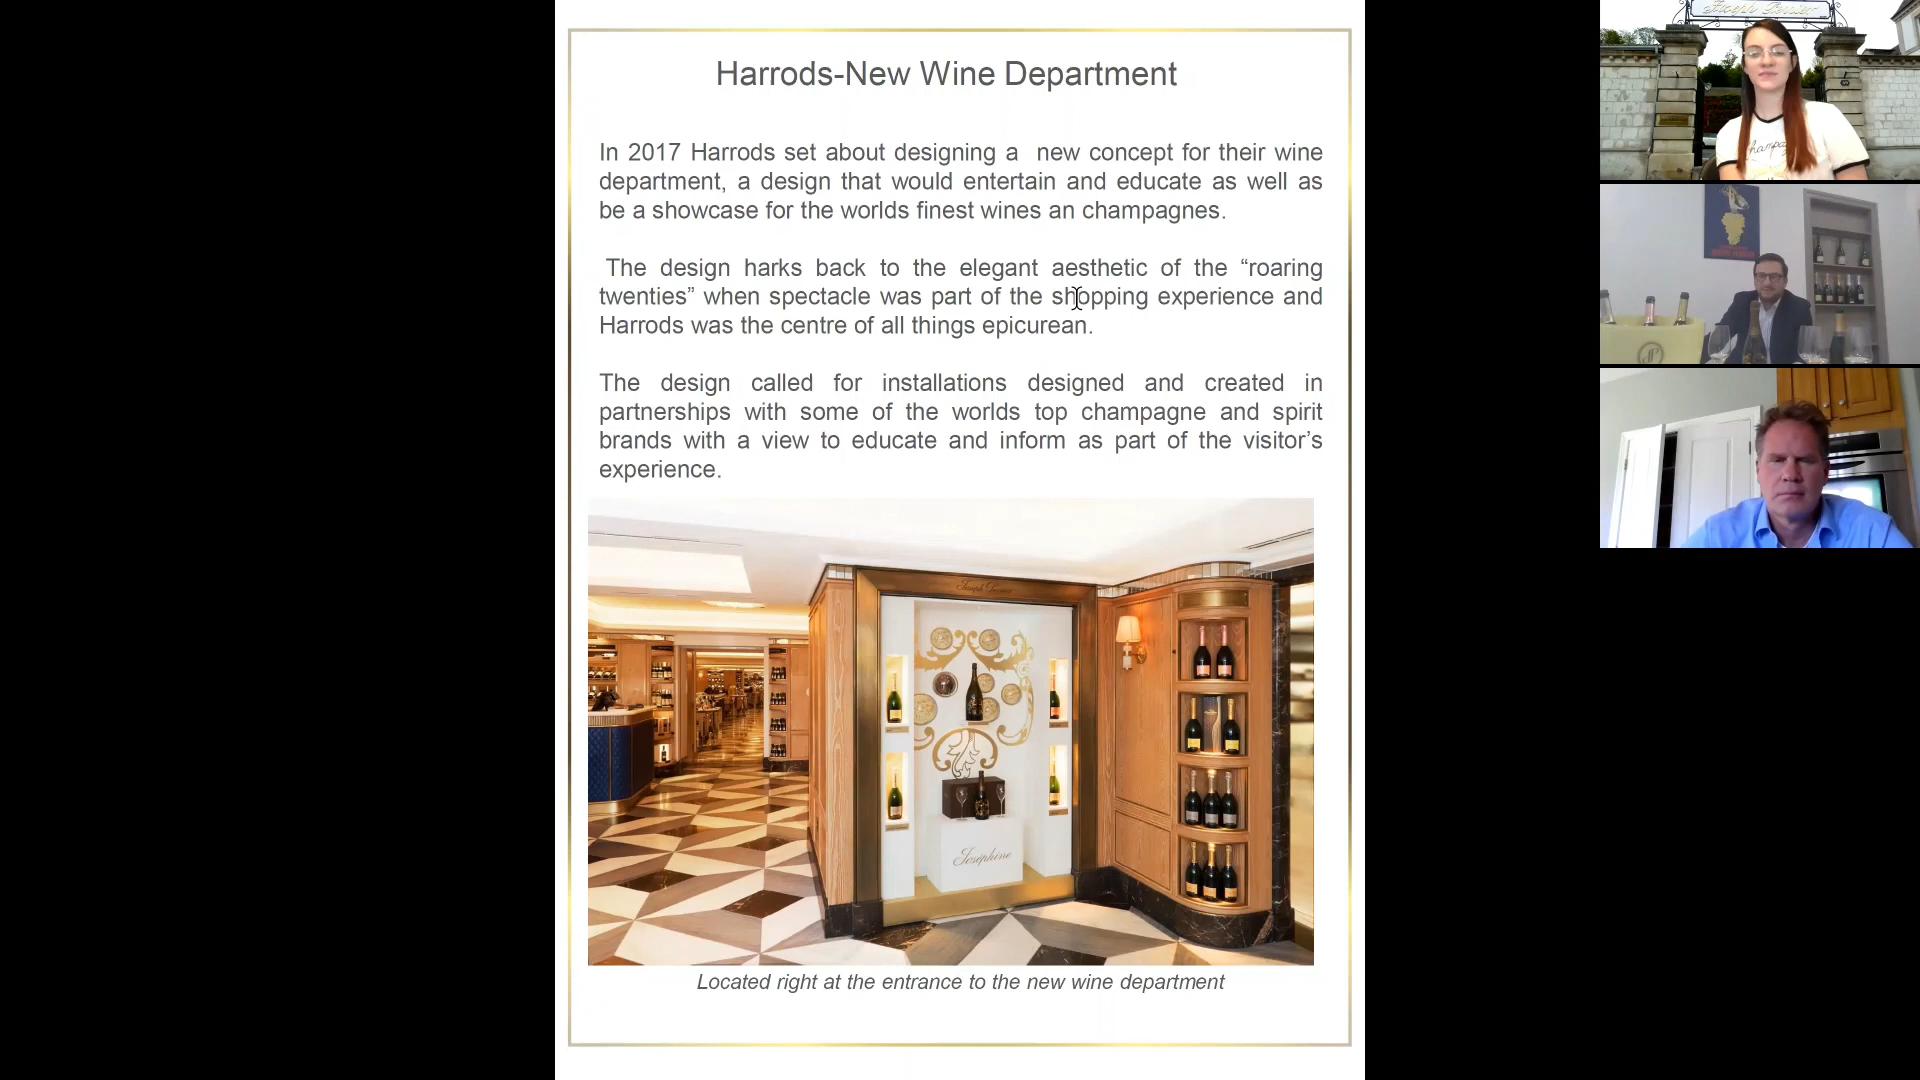 Harrods-New Wine Department
In 2017 Harrods set about designing a new concept for their wine
department, a design that would entertain and educate as well as
be a showcase for the worlds finest wines an champagnes.
The design harks back to the elegant aesthetic of the “roaring
twenties” when spectacle was part of the shopping experience and
Harrods was the centre of all things epicurean.
The design called for installations designed and created in
partnerships with some of the worlds top champagne and spirit
brands with a view to educate and inform as part of the visitor’s
experience.
Joseph Perrier
Joséphine
Located right at the entrance to the new wine department
Joseph Perrier